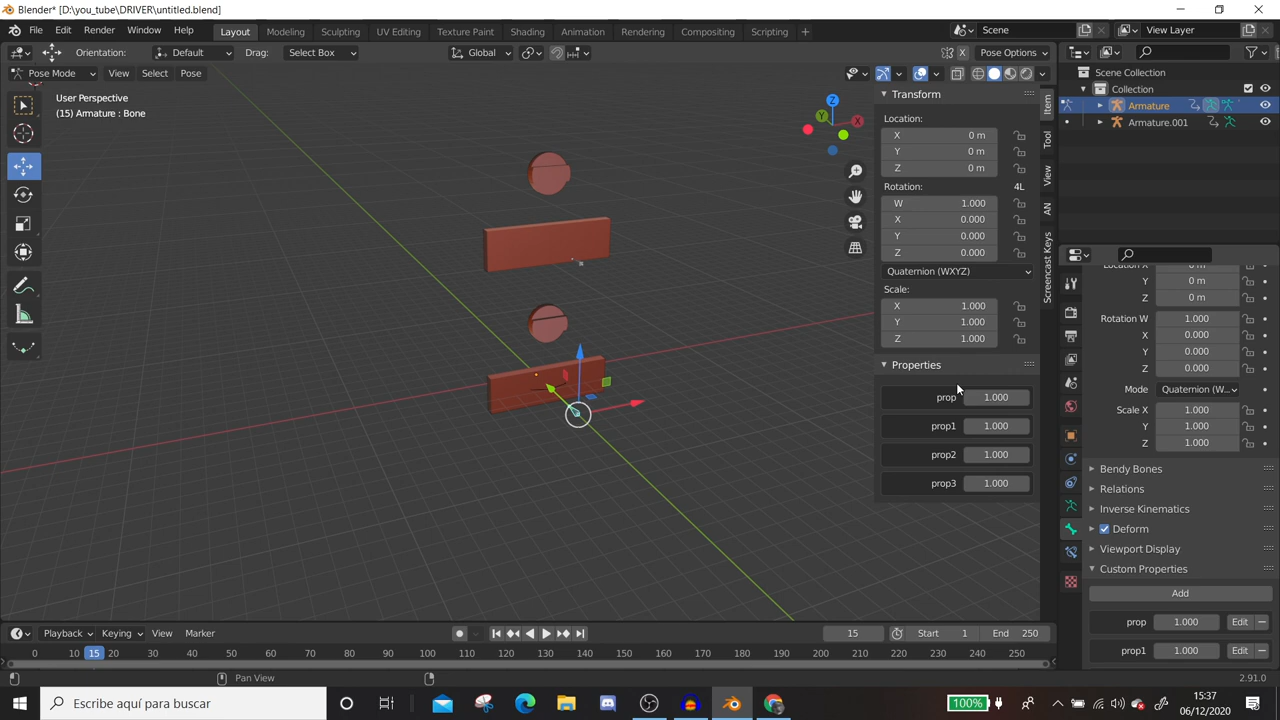 Blender* [D:\you_tube\DRIVER\untitled.blend]
File Edit Render Window Help Layout Modeling Sculpting UV Editing Texture Paint Shading Animation Rendering Compositing Scripting + Scene View Layer
Orientation: Default Drag: Select Box Global X Pose Options
Pose Mode View Select Pose
User Perspective
(15) Armature : Bone
Z
Y
X
Transform
Location:
X 0 m
Y 0 m
Z 0 m
Rotation: 4L
W 1.000
X 0.000
Y 0.000
Z 0.000
Quaternion (WXYZ)
Scale:
X 1.000
Y 1.000
Z 1.000
Properties
prop 1.000
prop1 1.000
prop2 1.000
prop3 1.000
Item
Tool
View
AN
Screencast Keys
Scene Collection
Collection
Armature
Armature.001
Location X 0 m
Y 0 m
Z 0 m
Rotation W 1.000
X 0.000
Y 0.000
Z 0.000
Mode Quaternion (W...
Scale X 1.000
Y 1.000
Z 1.000
Bendy Bones
Relations
Inverse Kinematics
Deform
Viewport Display
Custom Properties
Add
prop 1.000 Edit
prop1 1.000 Edit
Playback Keying View Marker 15 Start 1 End 250
0 10 15 20 30 40 50 60 70 80 90 100 110 120 130 140 150 160 170 180 190 200 210 220 230 240 250
Pan View 2.91.0
Escribe aquí para buscar 100% 15:37
06/12/2020